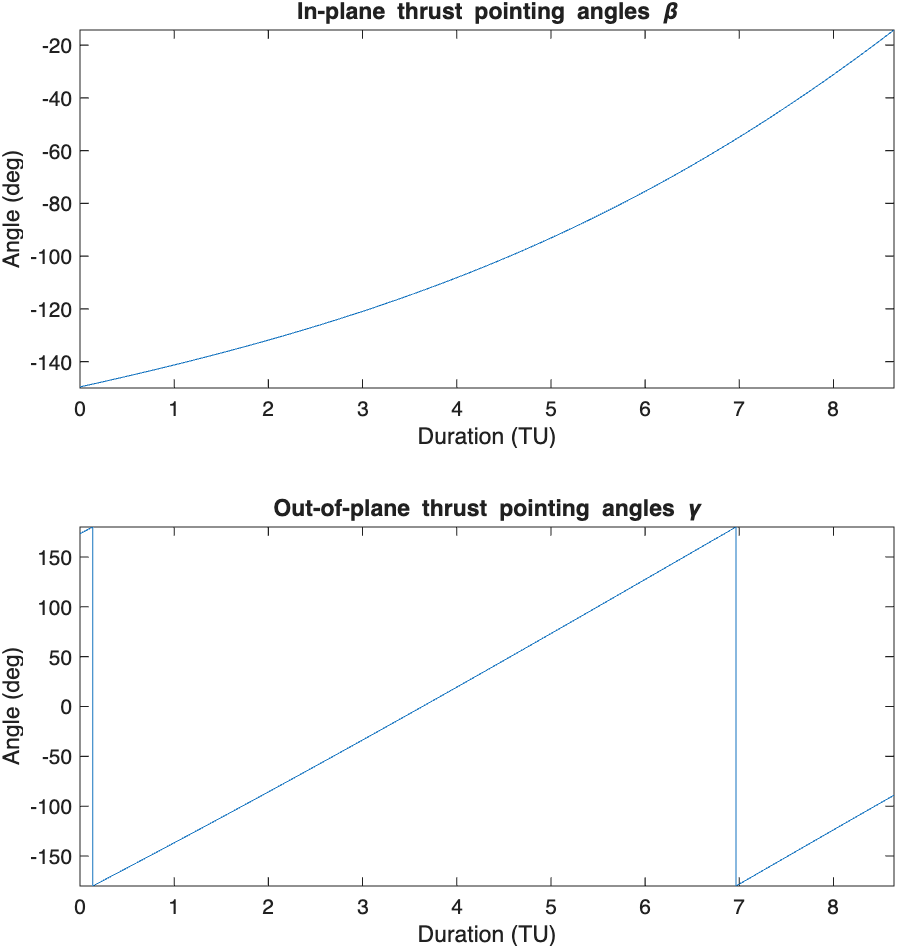 In-plane thrust pointing angles β
-20
-40
-60
-80
-100
-120
-140
Angle (deg)
0 1 2 3 4 5 6 7 8
Duration (TU)
Out-of-plane thrust pointing angles γ
150
100
50
0
-50
-100
-150
Angle (deg)
0 1 2 3 4 5 6 7 8
Duration (TU)